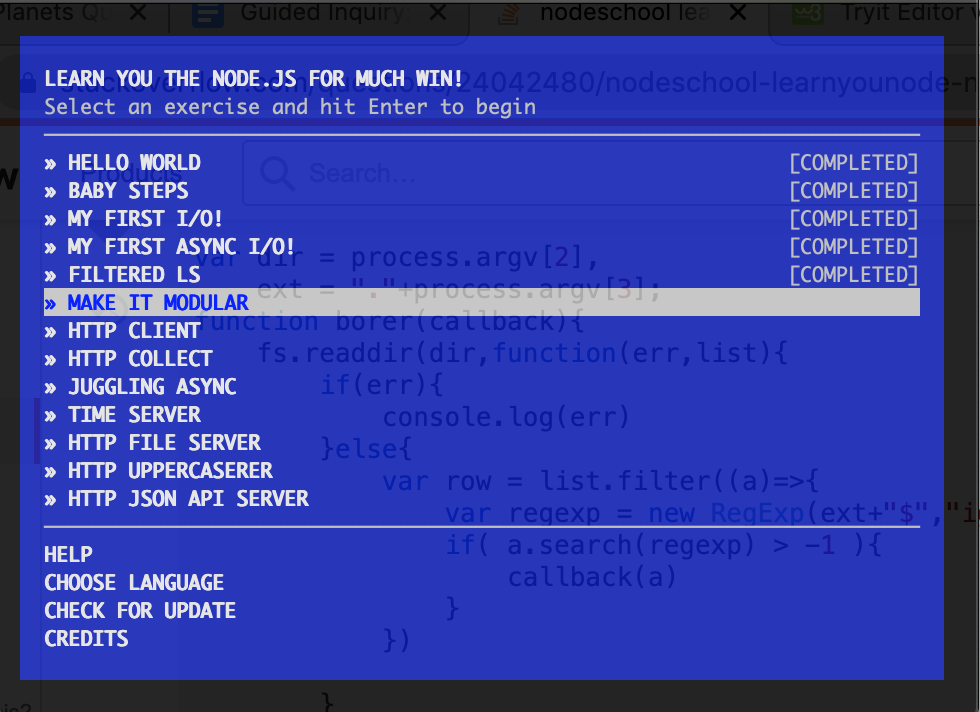 Planets Qu
Guided Inquiry
nodeschool lea
Tryit Editor v
LEARN YOU THE NODE.JS FOR MUCH WIN!
stackoverflow.com/questions/24042480/nodeschool-learnyounode-
Select an exercise and hit Enter to begin
Products
Search...
» HELLO WORLD [COMPLETED]
» BABY STEPS [COMPLETED]
» MY FIRST I/O! [COMPLETED]
» MY FIRST ASYNC I/O! [COMPLETED]
» FILTERED LS [COMPLETED]
» MAKE IT MODULAR
» HTTP CLIENT
» HTTP COLLECT
» JUGGLING ASYNC
» TIME SERVER
» HTTP FILE SERVER
» HTTP UPPERCASERER
» HTTP JSON API SERVER
HELP
CHOOSE LANGUAGE
CHECK FOR UPDATE
CREDITS
var dir = process.argv[2],
ext = "."+process.argv[3];
function borer(callback){
fs.readdir(dir,function(err,list){
if(err){
console.log(err)
}else{
var row = list.filter((a)=>{
var regexp = new RegExp(ext+"$","i
if( a.search(regexp) > -1 ){
callback(a)
}
})
}